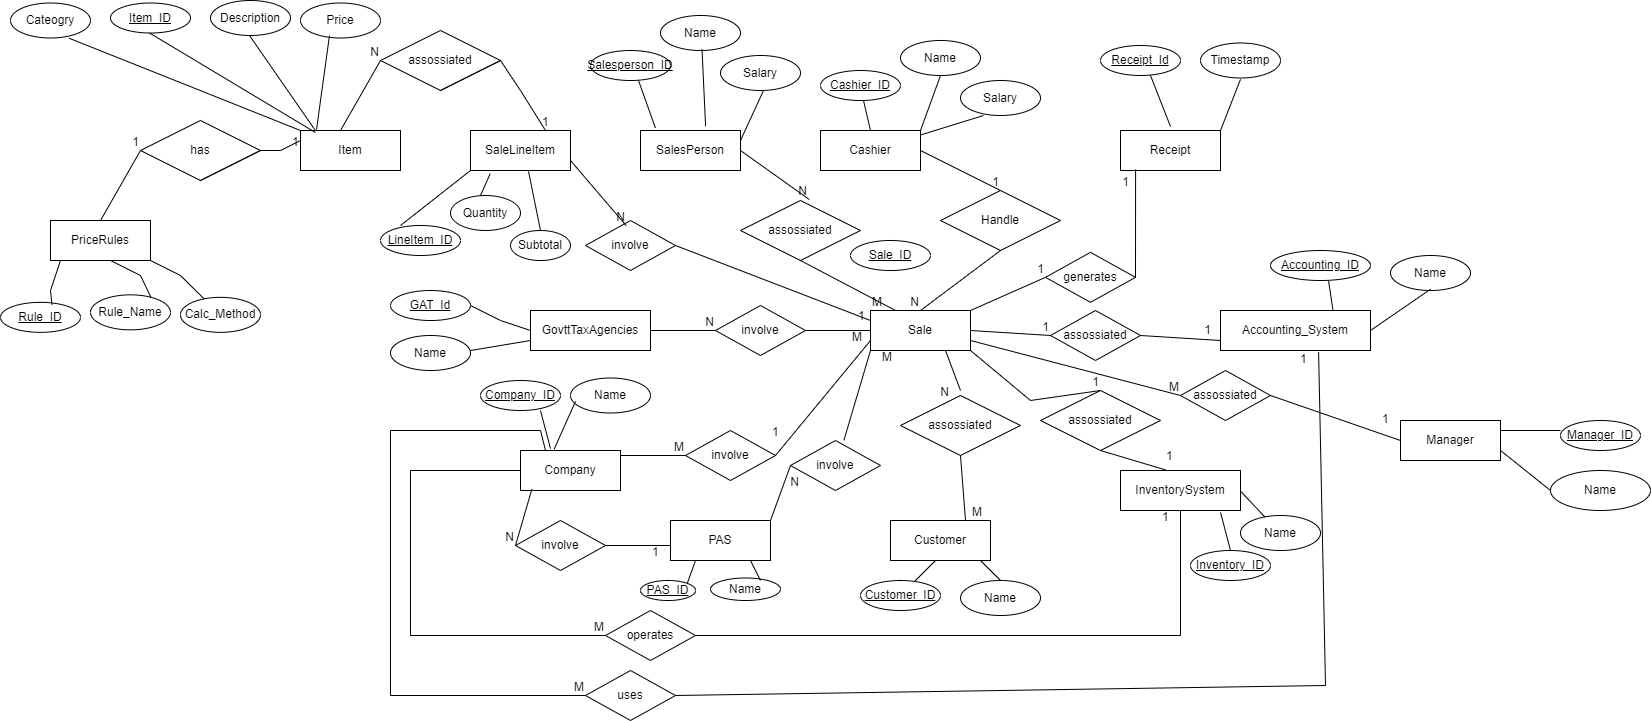 Cateogry
Item_ID
Description
Price
N
assossiated
Salesperson_ID
Name
Salary
Cashier_ID
Name
Salary
Receipt_Id
Timestamp
1
has
1
Item
1
SaleLineItem
SalesPerson
Cashier
Receipt
N
1
1
PriceRules
LineItem_ID
Quantity
Subtotal
N
involve
assossiated
Handle
Sale_ID
1
generates
Accounting_ID
Name
Rule_ID
Rule_Name
Calc_Method
GAT_Id
Name
GovttTaxAgencies
N
involve
M
N
1
M
Sale
M
1
assossiated
1
Accounting_System
1
Company_ID
Name
N
assossiated
1
assossiated
M
assossiated
1
Manager
Manager_ID
Name
Company
M
involve
1
involve
N
1
InventorySystem
1
Name
Inventory_ID
N
involve
1
PAS
M
Customer
PAS_ID
Name
Customer_ID
Name
M
operates
M
uses